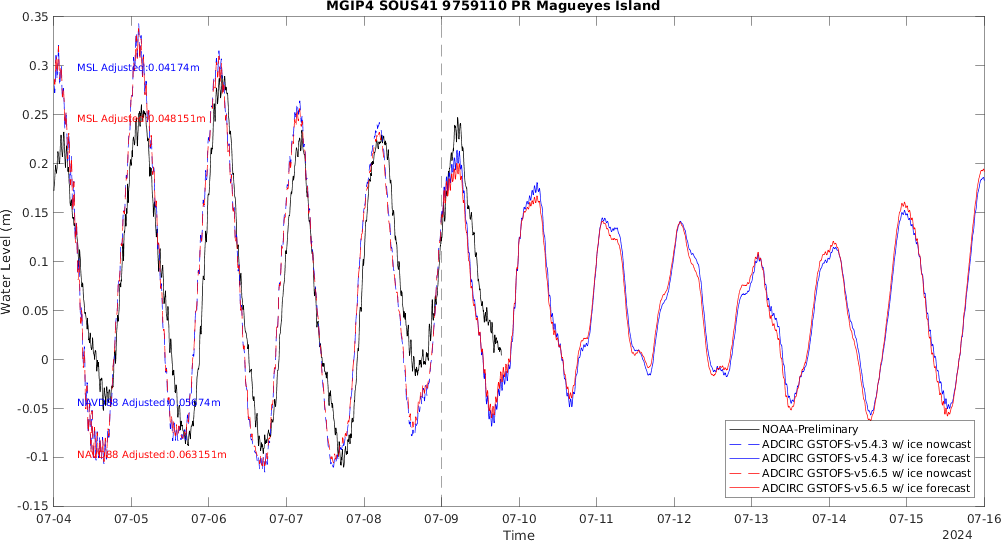 MGIP4 SOUS41 9759110 PR Magueyes Island
0.35
0.3
0.25
0.2
0.15
0.1
0.05
0
-0.05
-0.1
-0.15
Water Level (m)
MSL Adjusted:0.04174m
MSL Adjusted:0.048151m
NAVD88 Adjusted:0.05674m
NAVD88 Adjusted:0.063151m
NOAA-Preliminary
ADCIRC GSTOFS-v5.4.3 w/ ice nowcast
ADCIRC GSTOFS-v5.4.3 w/ ice forecast
ADCIRC GSTOFS-v5.6.5 w/ ice nowcast
ADCIRC GSTOFS-v5.6.5 w/ ice forecast
07-04 07-05 07-06 07-07 07-08 07-09 07-10 07-11 07-12 07-13 07-14 07-15 07-16
Time
2024